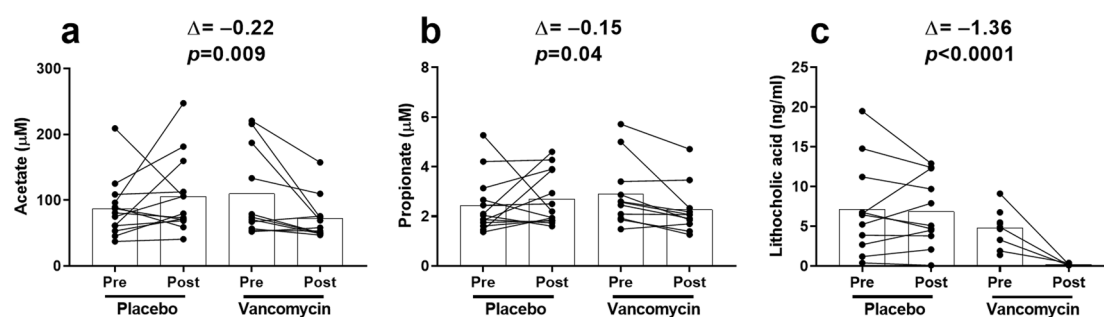 a
Δ= –0.22
p=0.009
Acetate (μM)
300
200
100
0
Pre Post Pre Post
Placebo Vancomycin
b
Δ= –0.15
p=0.04
Propionate (μM)
8
6
4
2
0
Pre Post Pre Post
Placebo Vancomycin
c
Δ= –1.36
p<0.0001
Lithocholic acid (ng/ml)
25
20
15
10
5
0
Pre Post Pre Post
Placebo Vancomycin